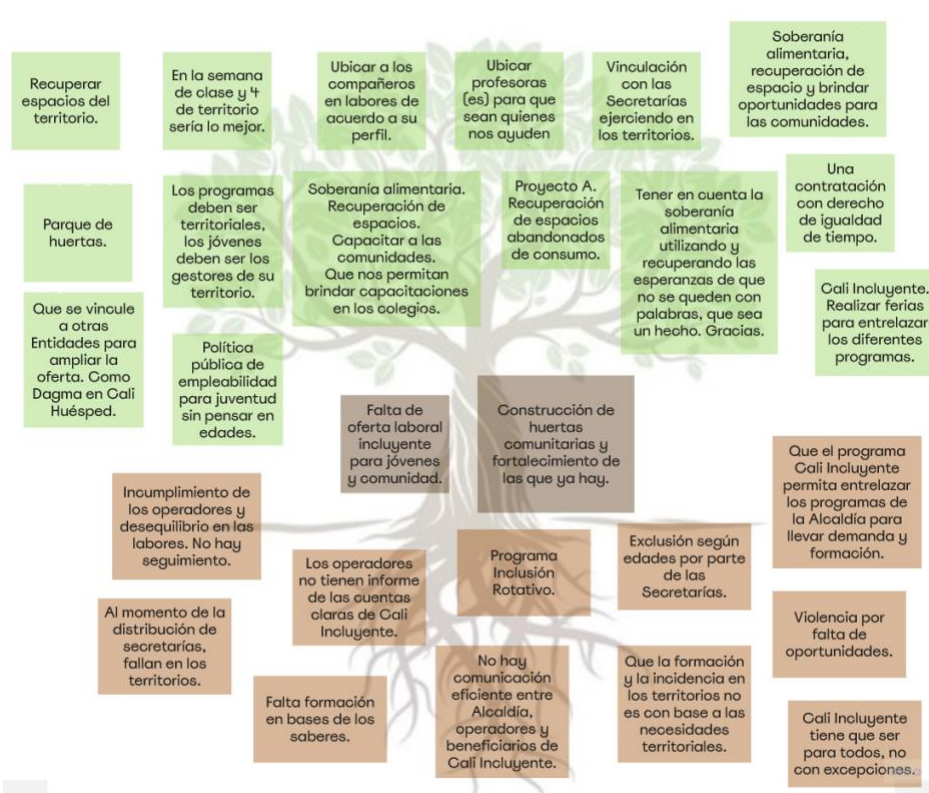 Recuperar
espacios del
territorio.
En la semana
de clase y 4
de territorio
sería lo mejor.
Ubicar a los
compañeros
en labores de
acuerdo a su
perfil.
Ubicar
profesoras
(es) para que
sean quienes
nos ayuden
Vinculación
con las
Secretarías
ejerciendo en
los territorios.
Soberanía
alimentaria,
recuperación de
espacio y brindar
oportunidades para
las comunidades.
Parque de
huertas.
Los programas
deben ser
territoriales,
los jóvenes
deben ser los
gestores de su
territorio.
Soberanía alimentaria.
Recuperación de
espacios.
Capacitar a las
comunidades.
Que nos permitan
brindar capacitaciones
en los colegios.
Proyecto A.
Recuperación
de espacios
abandonados
de consumo.
Tener en cuenta la
soberanía
alimentaria
utilizando y
recuperando las
esperanzas de que
no se queden con
palabras, que sea
un hecho. Gracias.
Una
contratación
con derecho
de igualdad
de tiempo.
Que se vincule
a otras
Entidades para
ampliar la
oferta. Como
Dagma en Cali
Huésped.
Política
pública de
empleabilidad
para juventud
sin pensar en
edades.
Cali Incluyente.
Realizar ferias
para entrelazar
los diferentes
programas.
Falta de
oferta laboral
incluyente
para jóvenes
y comunidad.
Construcción de
huertas
comunitarias y
fortalecimiento de
las que ya hay.
Incumplimiento de
los operadores y
desequilibrio en las
labores. No hay
seguimiento.
Los operadores
no tienen informe
de las cuentas
claras de Cali
Incluyente.
Programa
Inclusión
Rotativo.
Exclusión según
edades por parte
de las
Secretarías.
Que el programa
Cali Incluyente
permita entrelazar
los programas de
la Alcaldía para
llevar demanda y
formación.
Al momento de la
distribución de
secretarías,
fallan en los
territorios.
Falta formación
en bases de los
saberes.
No hay
comunicación
eficiente entre
Alcaldía,
operadores y
beneficiarios de
Cali Incluyente.
Que la formación
y la incidencia en
los territorios no
es con base a las
necesidades
territoriales.
Violencia por
falta de
oportunidades.
Cali Incluyente
tiene que ser
para todos, no
con excepciones.